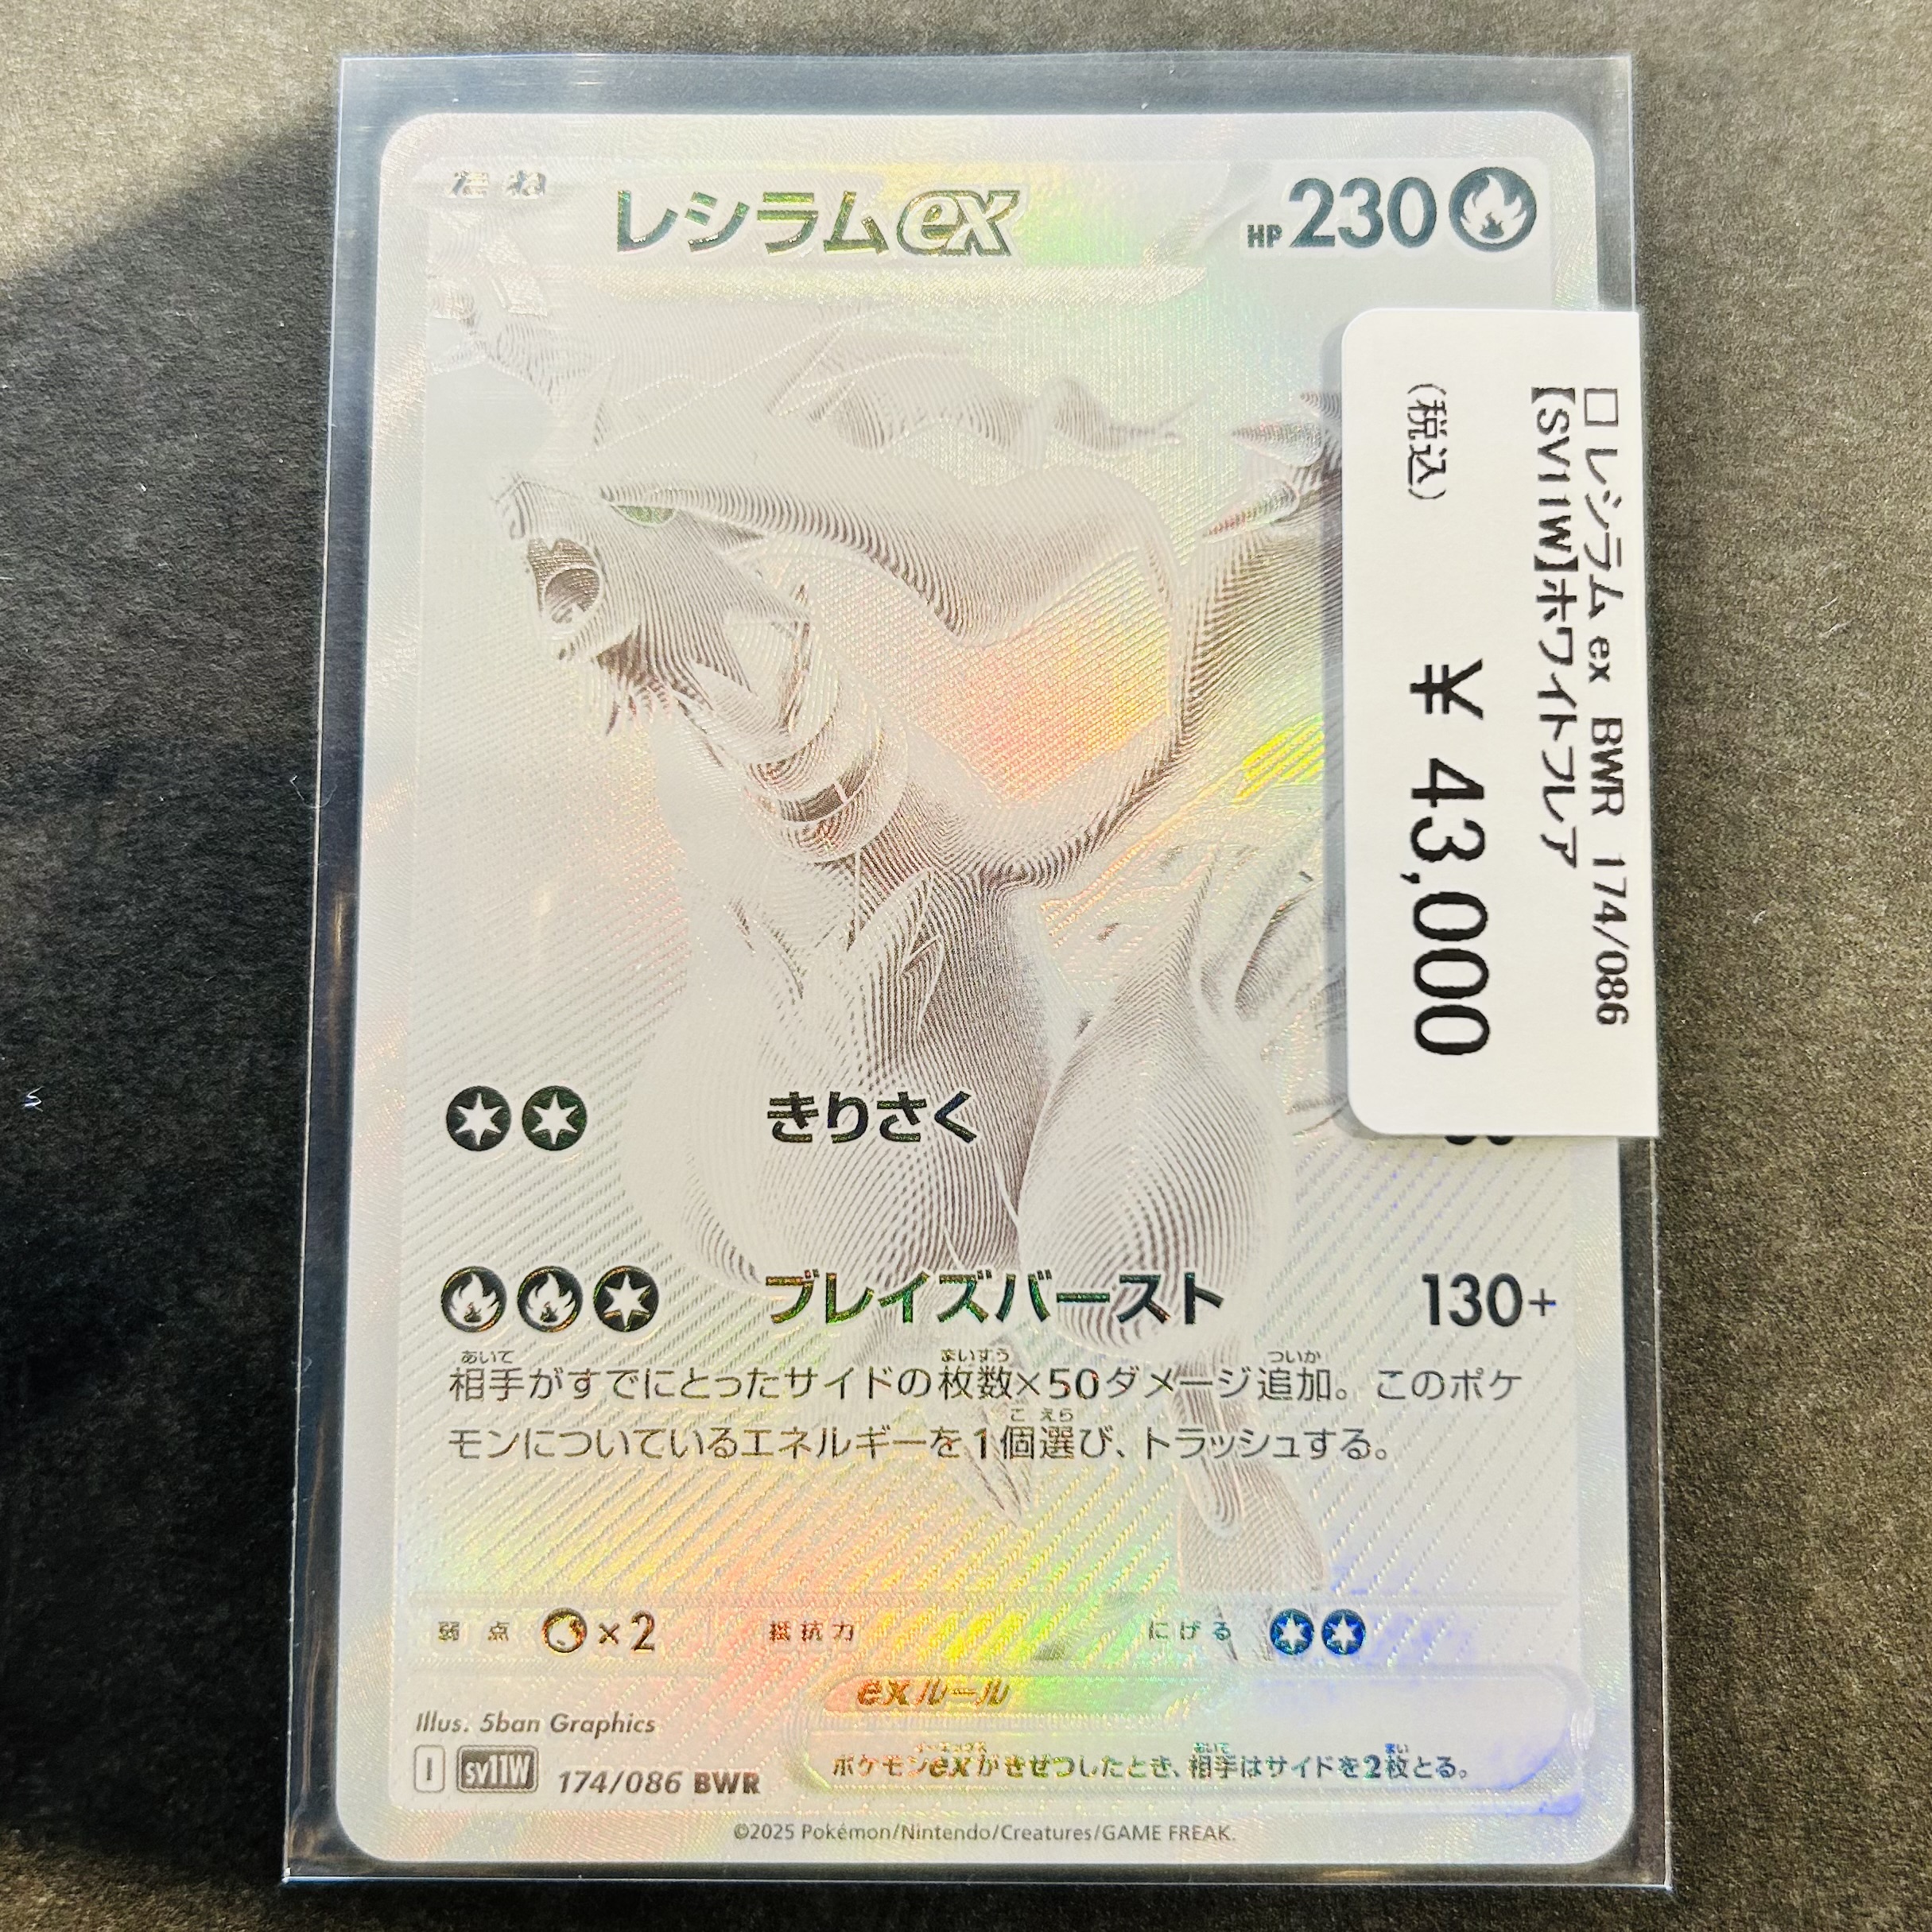 たね
レシラムex
HP230
きりさく
ブレイズバースト 130+
相手がすでにとったサイドの枚数×50ダメージ追加。このポケ
モンについているエネルギーを1個選び、トラッシュする。
弱点 ×2 抵抗力 にげる
exルール
ポケモンexがきぜつしたとき、相手はサイドを2枚とる。
Illus. 5ban Graphics
I SV11W 174/086 BWR
©2025 Pokémon/Nintendo/Creatures/GAME FREAK.
□レシラムex BWR 174/086
【SV11W】ホワイトフレア
(税込) ¥ 43,000